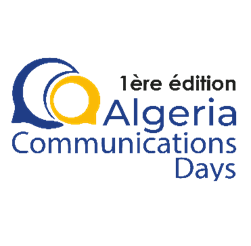 1ère édition
Algeria
Communications
Days